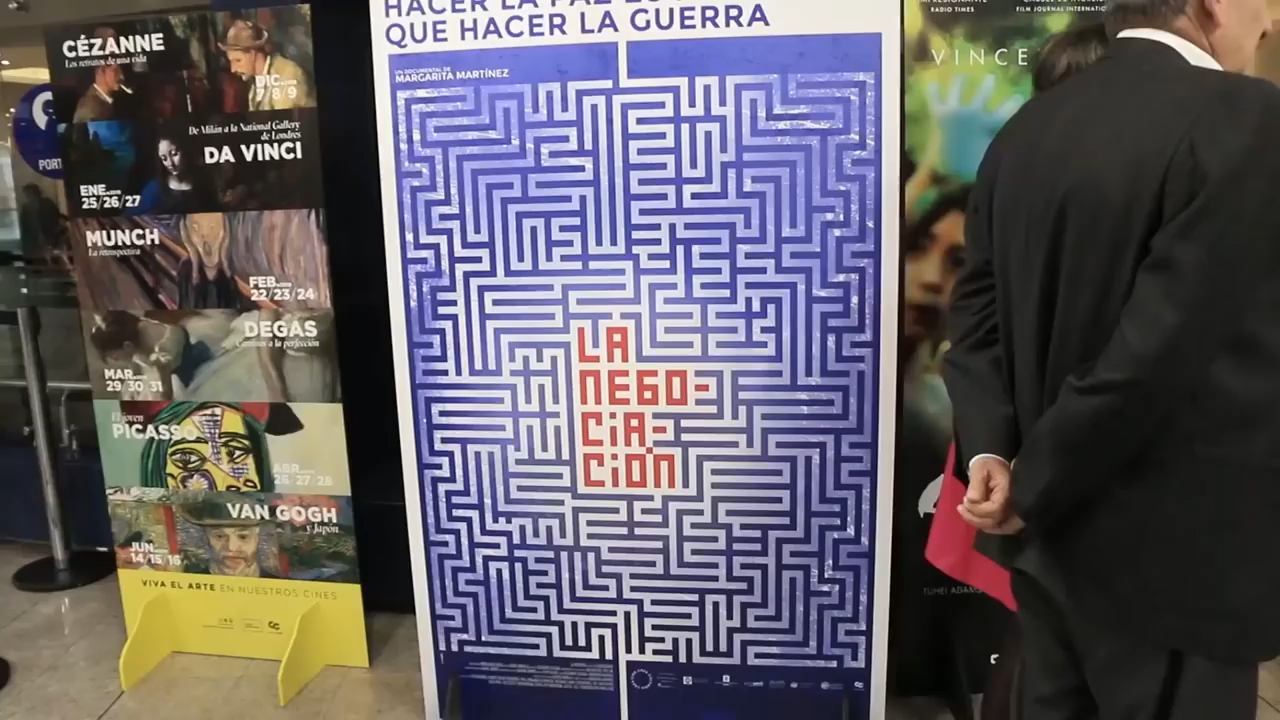 CÉZANNE
Los retratos de una vida
DIC.
7/8/9
De Milán a la National Gallery
de Londres
DA VINCI
ENE.
25/26/27
MUNCH
La retrospectiva
FEB.
22/23/24
DEGAS
Camino a la perfección
MAR.
29/30/31
El joven
PICASSO
ABR.
26/27/28
VAN GOGH
y Japón
JUN
14/15/16
VIVA EL ARTE EN NUESTROS CINES
PORT
HACER LA PAZ
QUE HACER LA GUERRA
UN DOCUMENTAL DE
MARGARITA MARTÍNEZ
LA
NEGO-
CIA-
CIÓN
RADIO TIMES
FILM JOURNAL
VINCE